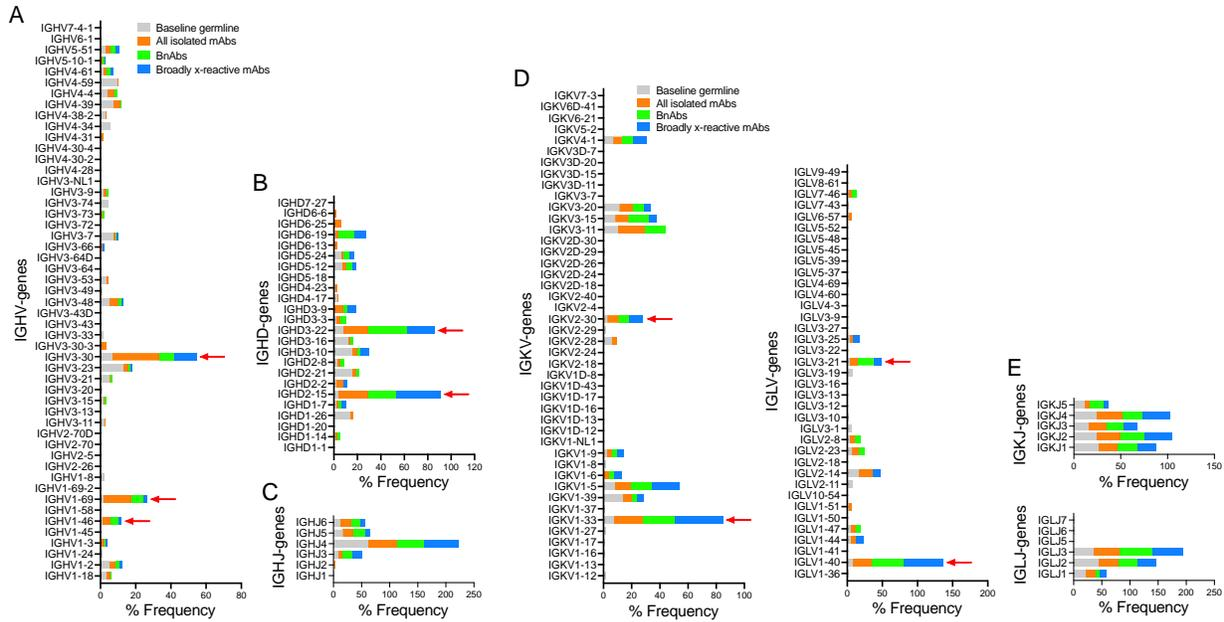 A
IGHV7-4-1
IGHV6-1
IGHV5-51
IGHV5-10-1
IGHV4-61
IGHV4-59
IGHV4-4
IGHV4-39
IGHV4-38-2
IGHV4-34
IGHV4-31
IGHV4-30-4
IGHV4-30-2
IGHV4-28
IGHV3-NL1
IGHV3-9
IGHV3-74
IGHV3-73
IGHV3-72
IGHV3-7
IGHV3-66
IGHV3-64D
IGHV3-64
IGHV3-53
IGHV3-49
IGHV3-48
IGHV3-43D
IGHV3-43
IGHV3-33
IGHV3-30-3
IGHV3-30
IGHV3-23
IGHV3-21
IGHV3-20
IGHV3-15
IGHV3-13
IGHV3-11
IGHV2-70D
IGHV2-70
IGHV2-5
IGHV2-26
IGHV1-8
IGHV1-69-2
IGHV1-69
IGHV1-58
IGHV1-46
IGHV1-45
IGHV1-3
IGHV1-24
IGHV1-2
IGHV1-18
IGHV-genes
0 20 40 60 80
% Frequency
Baseline germline
All isolated mAbs
BnAbs
Broadly x-reactive mAbs
B
IGHD7-27
IGHD6-6
IGHD6-25
IGHD6-19
IGHD6-13
IGHD5-24
IGHD5-12
IGHD5-18
IGHD4-23
IGHD4-17
IGHD3-9
IGHD3-3
IGHD3-22
IGHD3-16
IGHD3-10
IGHD2-8
IGHD2-21
IGHD2-2
IGHD2-15
IGHD1-7
IGHD1-26
IGHD1-20
IGHD1-14
IGHD1-1
IGHD-genes
0 20 40 60 80 100 120
% Frequency
C
IGHJ6
IGHJ5
IGHJ4
IGHJ3
IGHJ2
IGHJ1
IGHJ-genes
0 50 100 150 200 250
% Frequency
D
IGKV7-3
IGKV6D-41
IGKV6-21
IGKV5-2
IGKV4-1
IGKV3D-7
IGKV3D-20
IGKV3D-15
IGKV3D-11
IGKV3-7
IGKV3-20
IGKV3-15
IGKV3-11
IGKV2D-30
IGKV2D-29
IGKV2D-26
IGKV2D-24
IGKV2D-18
IGKV2-40
IGKV2-4
IGKV2-30
IGKV2-29
IGKV2-28
IGKV2-24
IGKV2-18
IGKV1D-8
IGKV1D-43
IGKV1D-17
IGKV1D-16
IGKV1D-13
IGKV1D-12
IGKV1-NL1
IGKV1-9
IGKV1-8
IGKV1-6
IGKV1-5
IGKV1-39
IGKV1-37
IGKV1-33
IGKV1-27
IGKV1-17
IGKV1-16
IGKV1-13
IGKV1-12
IGKV-genes
0 20 40 60 80 100
% Frequency
Baseline germline
All isolated mAbs
BnAbs
Broadly x-reactive mAbs
IGLV9-49
IGLV8-61
IGLV7-46
IGLV7-43
IGLV6-57
IGLV5-52
IGLV5-48
IGLV5-45
IGLV5-39
IGLV5-37
IGLV4-69
IGLV4-60
IGLV4-3
IGLV3-9
IGLV3-27
IGLV3-25
IGLV3-22
IGLV3-21
IGLV3-19
IGLV3-16
IGLV3-13
IGLV3-12
IGLV3-10
IGLV3-1
IGLV2-8
IGLV2-23
IGLV2-18
IGLV2-14
IGLV2-11
IGLV10-54
IGLV1-51
IGLV1-50
IGLV1-47
IGLV1-44
IGLV1-41
IGLV1-40
IGLV1-36
IGLV-genes
0 50 100 150 200
% Frequency
E
IGKJ5
IGKJ4
IGKJ3
IGKJ2
IGKJ1
IGKJ-genes
0 50 100 150
% Frequency
IGLJ7
IGLJ6
IGLJ5
IGLJ3
IGLJ2
IGLJ1
IGLJ-genes
0 50 100 150 200 250
% Frequency